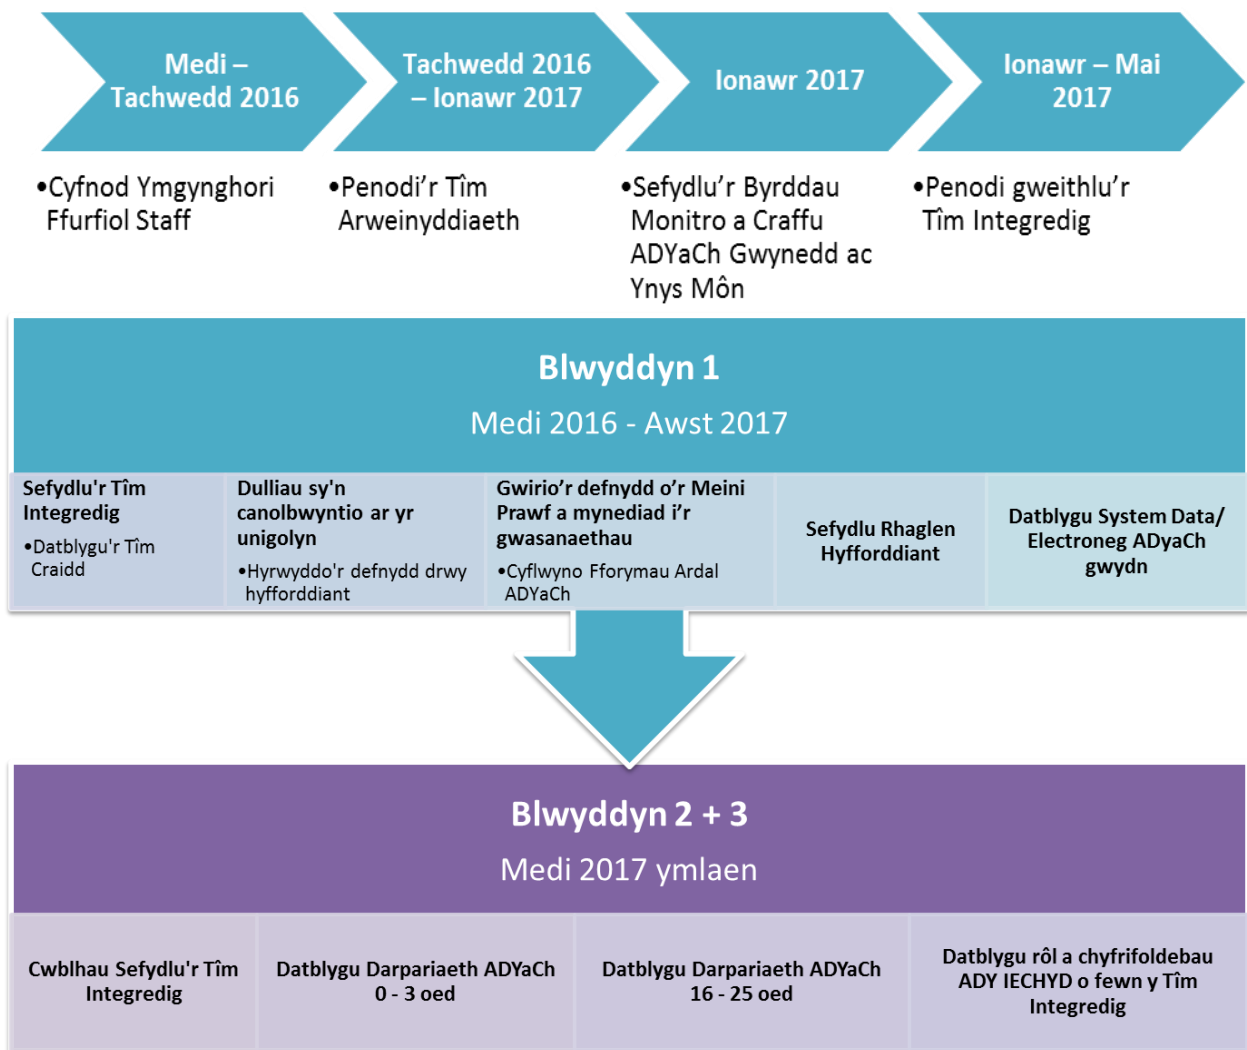 Medi –
Tachwedd 2016
Tachwedd 2016
– Ionawr 2017
Ionawr 2017
Ionawr – Mai
2017
•Cyfnod Ymgynghori
Ffurfiol Staff
•Penodi’r Tîm
Arweinyddiaeth
•Sefydlu’r Byrddau
Monitro a Craffu
ADYaCh Gwynedd ac
Ynys Môn
•Penodi gweithlu’r
Tîm Integredig
Blwyddyn 1
Medi 2016 - Awst 2017
Sefydlu'r Tîm
Integredig
•Datblygu'r Tîm
Craidd
Dulliau sy'n
canolbwyntio ar yr
unigolyn
•Hyrwyddo'r defnydd drwy
hyfforddiant
Gwirio’r defnydd o’r Meini
Prawf a mynediad i’r
gwasanaethau
•Cyflwyno Fforymau Ardal
ADYaCh
Sefydlu Rhaglen
Hyfforddiant
Datblygu System Data/
Electroneg ADyaCh
gwydn
Blwyddyn 2 + 3
Medi 2017 ymlaen
Cwblhau Sefydlu'r Tîm
Integredig
Datblygu Darpariaeth ADYaCh
0 - 3 oed
Datblygu Darpariaeth ADYaCh
16 - 25 oed
Datblygu rôl a chyfrifoldebau
ADY IECHYD o fewn y Tîm
Integredig